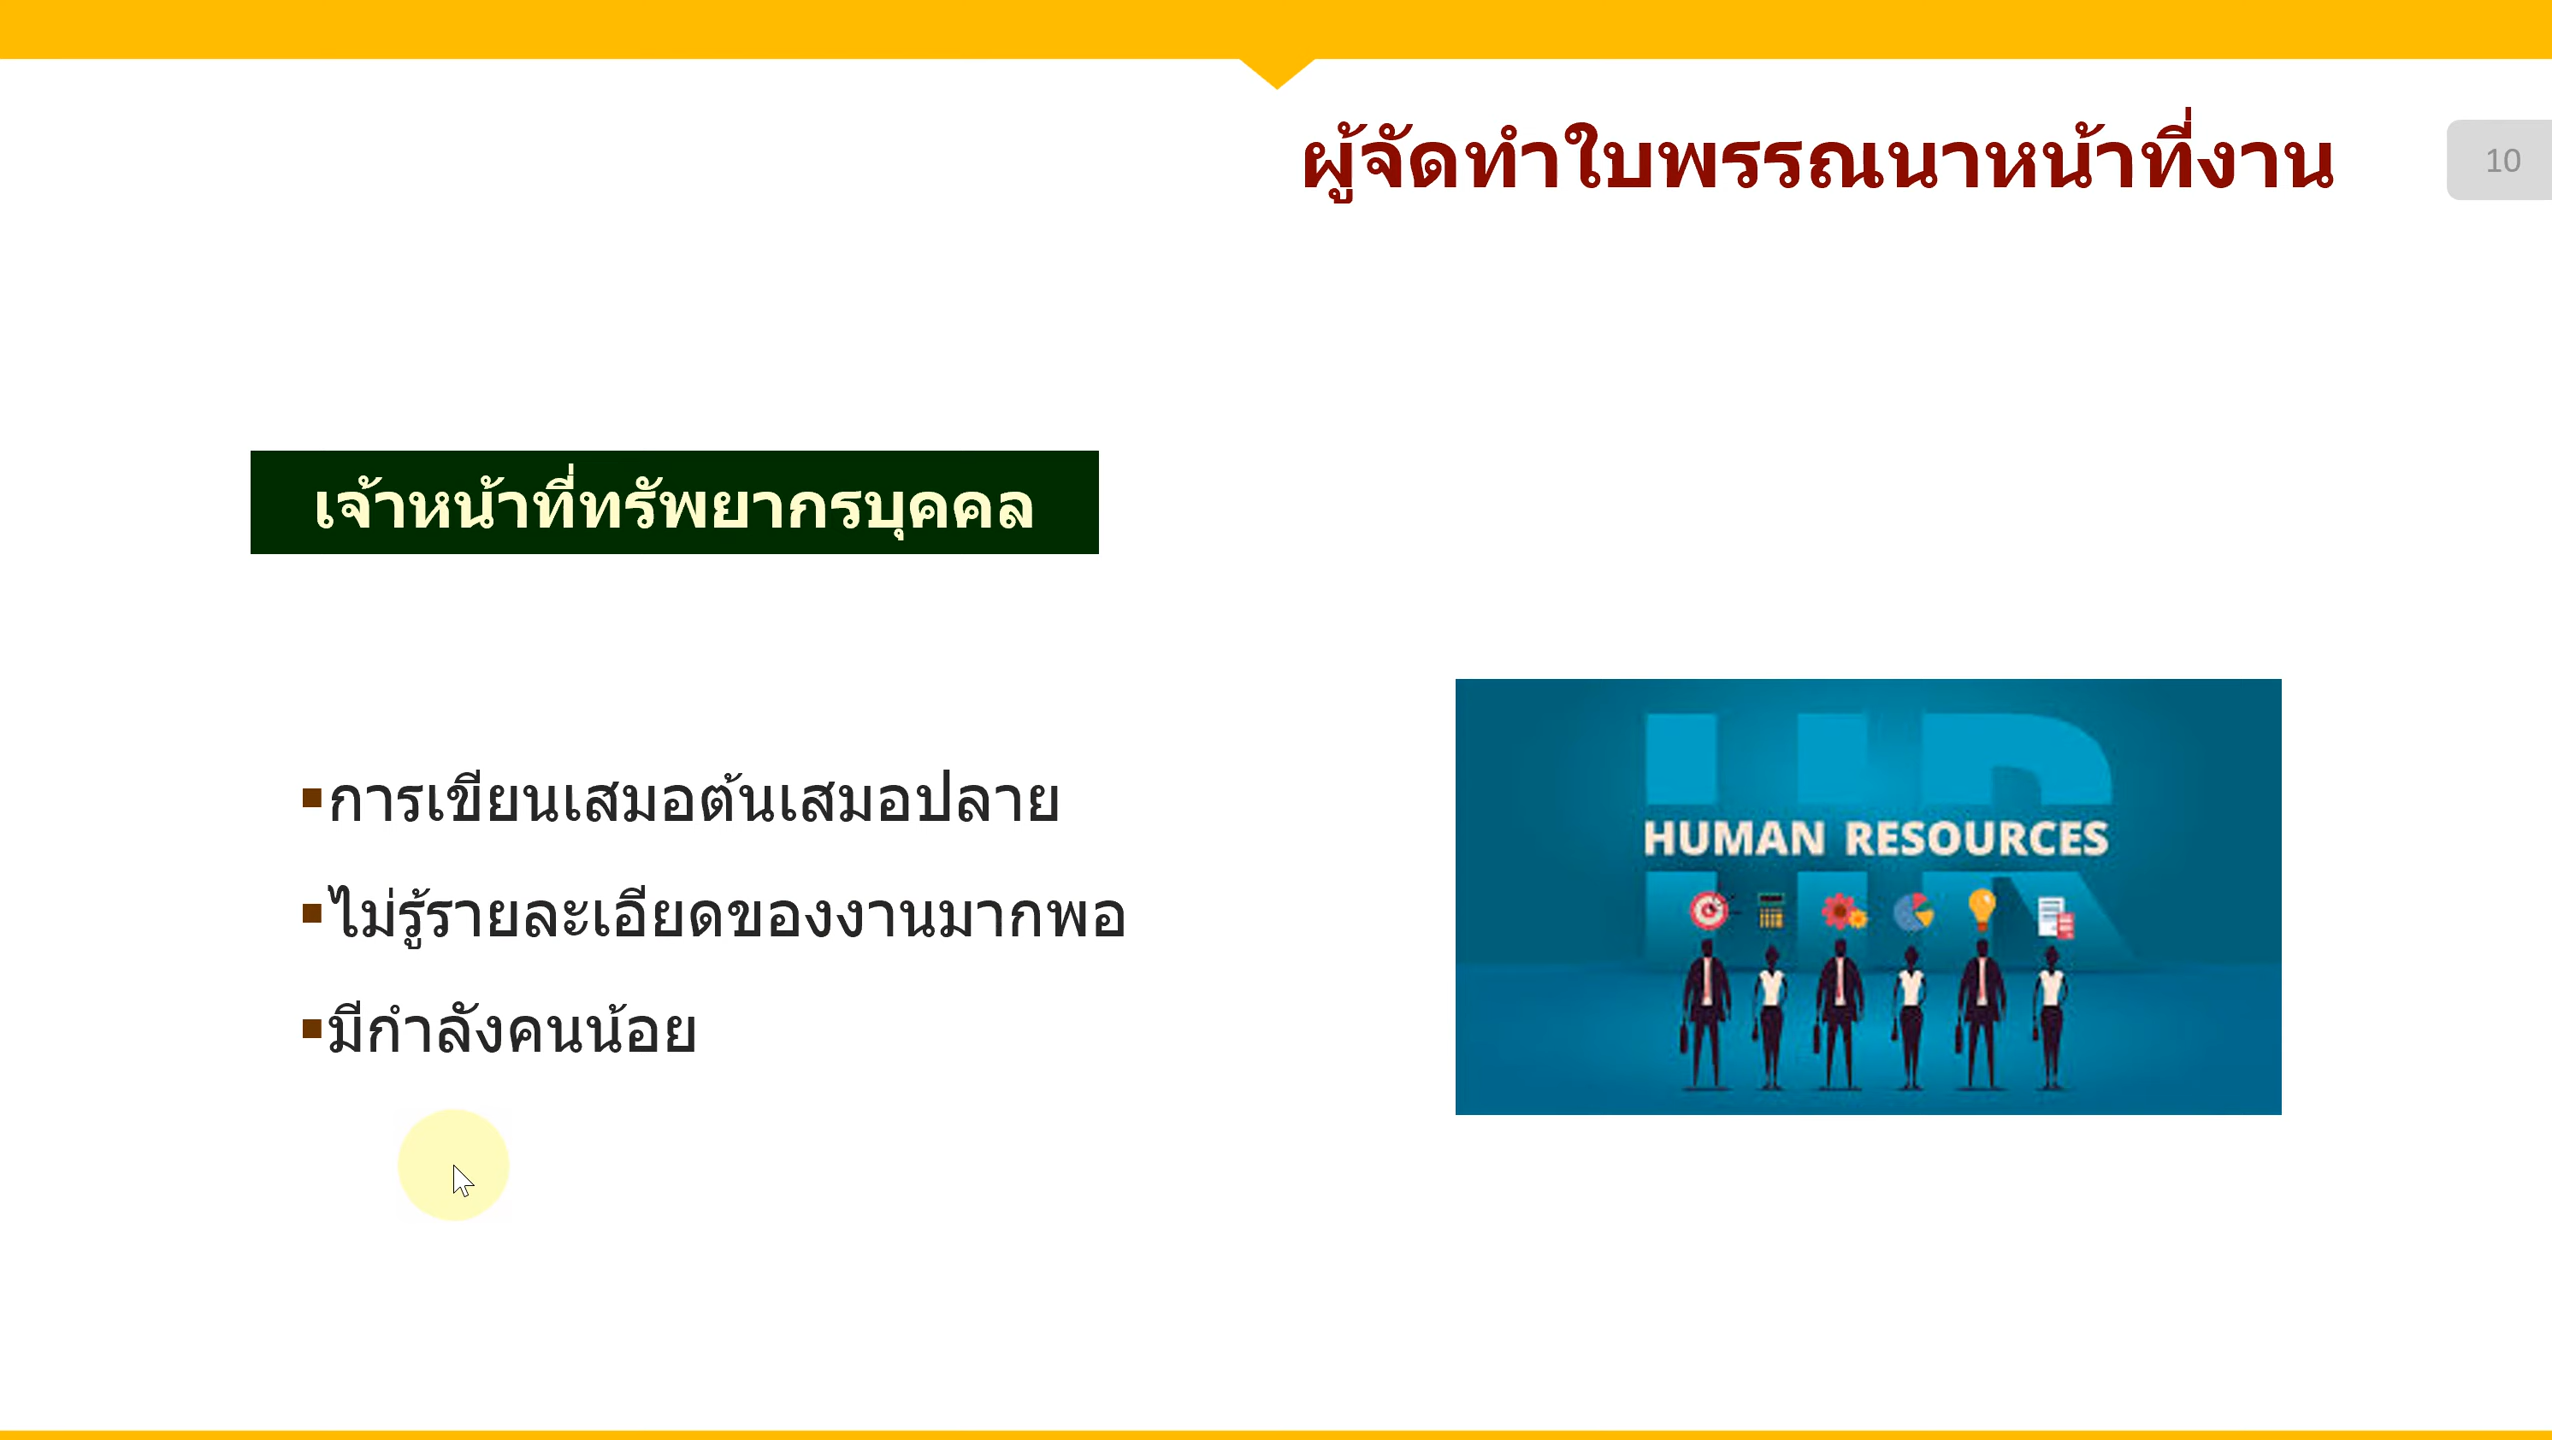 ผู้จัดทำใบพรรณนาหน้าที่งาน
10
เจ้าหน้าที่ทรัพยากรบุคคล
▪การเขียนเสมอต้นเสมอปลาย
▪ไม่รู้รายละเอียดของงานมากพอ
▪มีกำลังคนน้อย
HR
HUMAN RESOURCES